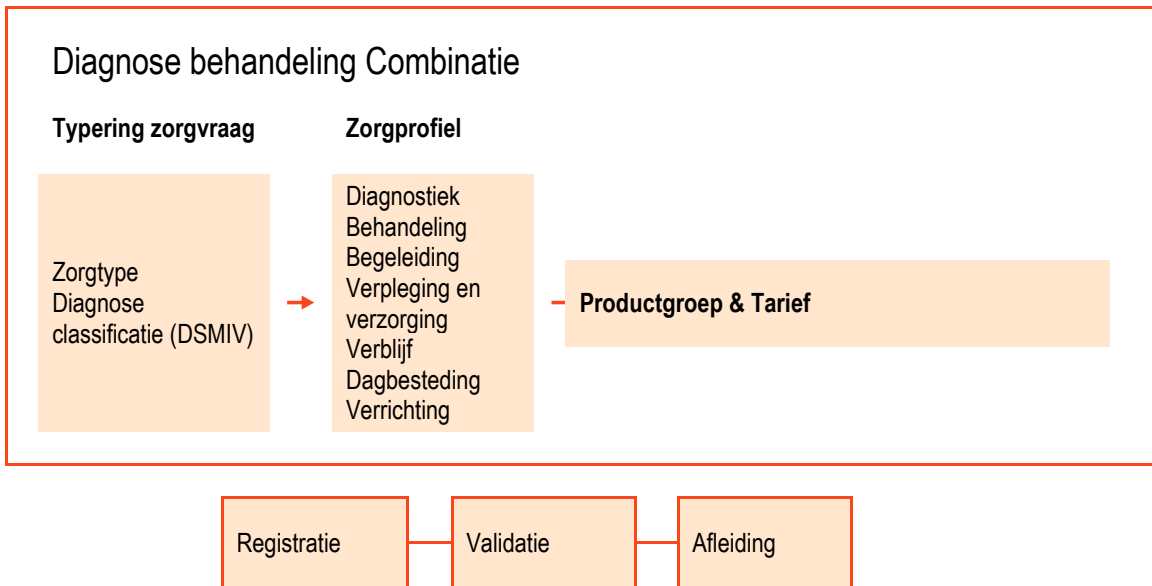 Diagnose behandeling Combinatie
Typering zorgvraag
Zorgprofiel
Zorgtype
Diagnose
classificatie (DSMIV)
Diagnostiek
Behandeling
Begeleiding
Verpleging en
verzorging
Verblijf
Dagbesteding
Verrichting
Productgroep & Tarief
Registratie
Validatie
Afleiding